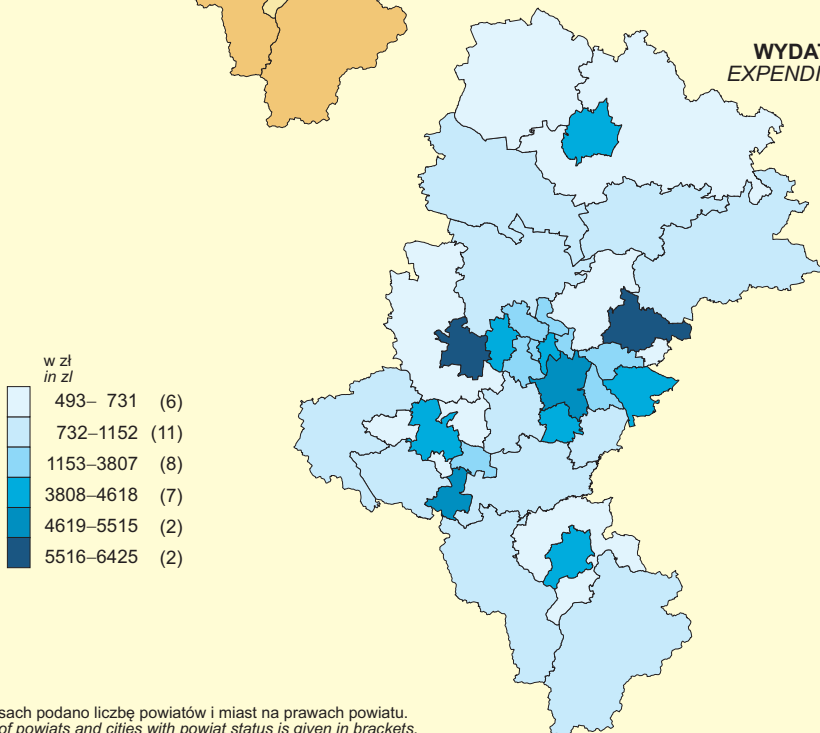 WYDAT
EXPENDI
w zł
in zl
493– 731 (6)
732–1152 (11)
1153–3807 (8)
3808–4618 (7)
4619–5515 (2)
5516–6425 (2)
sach podano liczbę powiatów i miast na prawach powiatu.
of powiats and cities with powiat status is given in brackets.